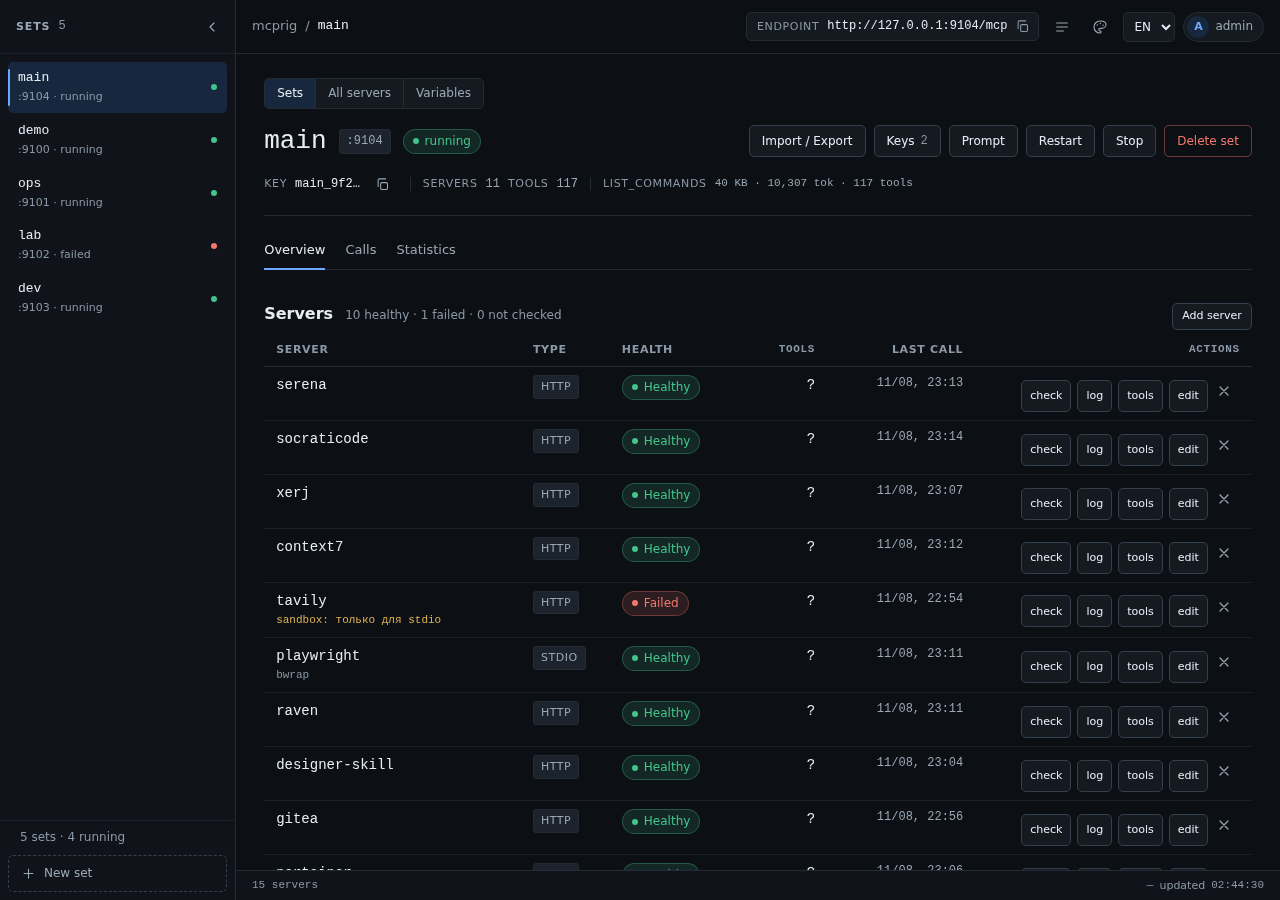 SETS 5
mcprig / main
ENDPOINT http://127.0.0.1:9104/mcp
EN
A admin
main
:9104 · running
demo
:9100 · running
ops
:9101 · running
lab
:9102 · failed
dev
:9103 · running
5 sets · 4 running
New set
Sets All servers Variables
main :9104 running
Import / Export Keys 2 Prompt Restart Stop Delete set
KEY main_9f2… SERVERS 11 TOOLS 117 LIST_COMMANDS 40 KB · 10,307 tok · 117 tools
Overview Calls Statistics
Servers 10 healthy · 1 failed · 0 not checked Add server
SERVER TYPE HEALTH TOOLS LAST CALL ACTIONS
serena HTTP Healthy ? 11/08, 23:13 check log tools edit
socraticode HTTP Healthy ? 11/08, 23:14 check log tools edit
xerj HTTP Healthy ? 11/08, 23:07 check log tools edit
context7 HTTP Healthy ? 11/08, 23:12 check log tools edit
tavily HTTP Failed ? 11/08, 22:54 check log tools edit
sandbox: только для stdio
playwright STDIO Healthy ? 11/08, 23:11 check log tools edit
bwrap
raven HTTP Healthy ? 11/08, 23:11 check log tools edit
designer-skill HTTP Healthy ? 11/08, 23:04 check log tools edit
gitea HTTP Healthy ? 11/08, 22:56 check log tools edit
15 servers
— updated 02:44:30